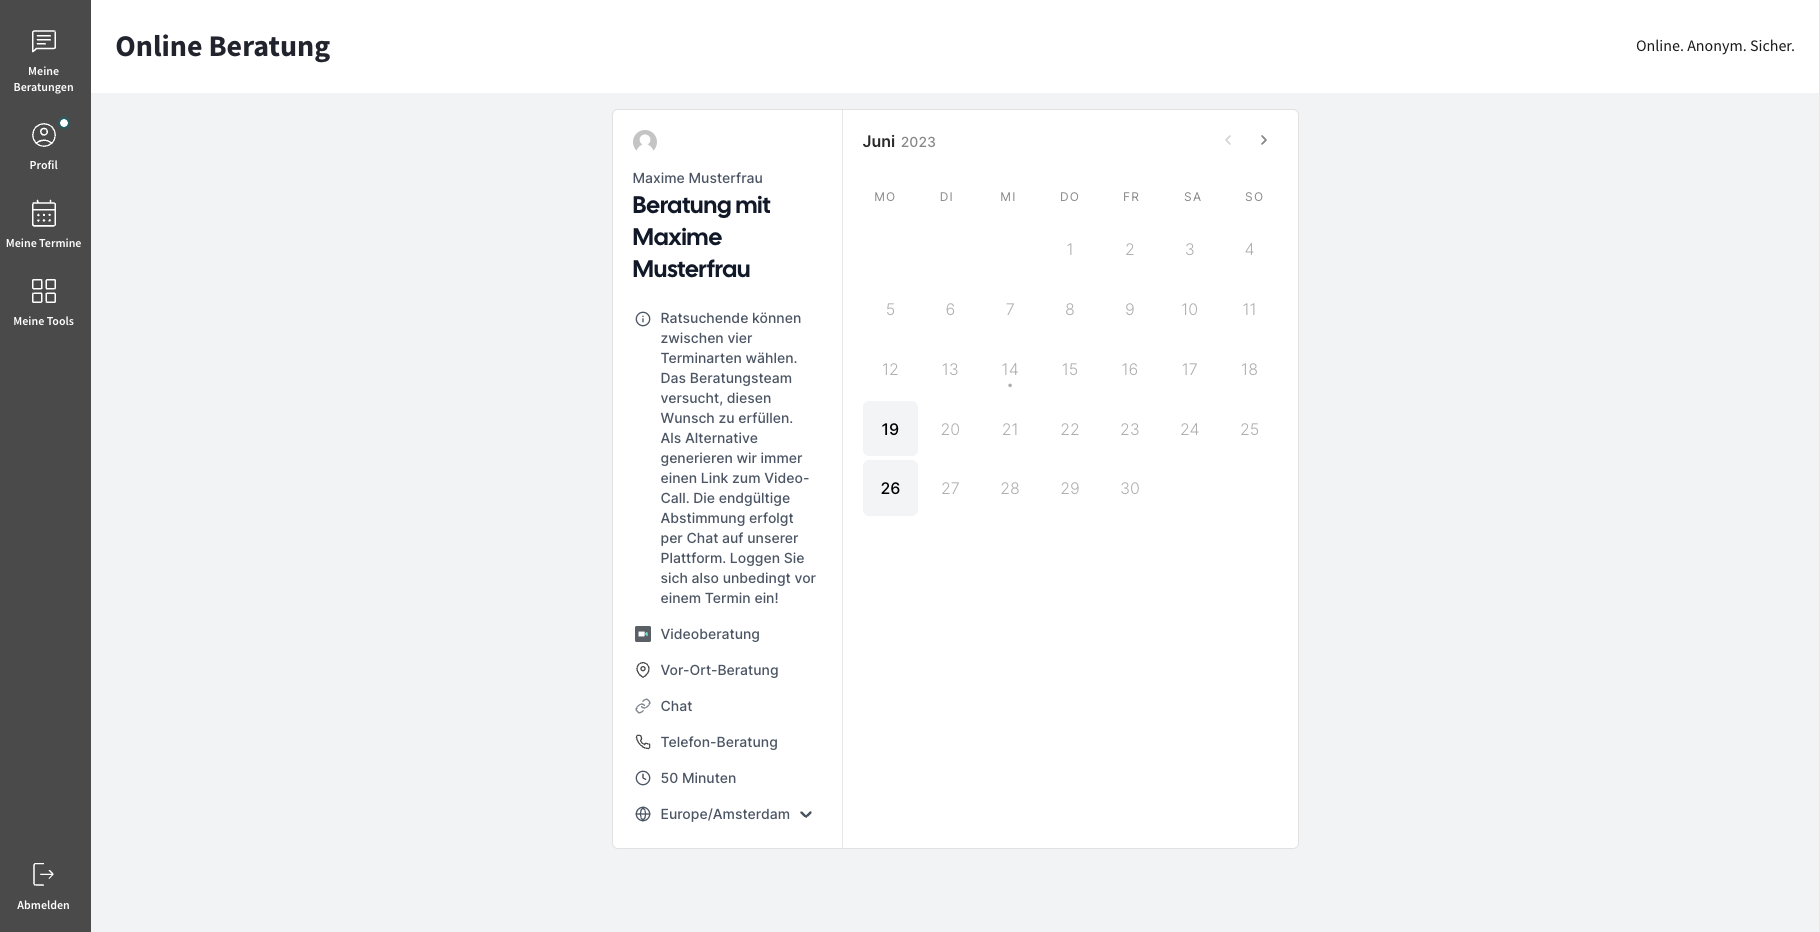 Meine
Beratungen
Profil
Meine Termine
Meine Tools
Abmelden
Online Beratung
Online. Anonym. Sicher.
Maxime Musterfrau
Beratung mit
Maxime
Musterfrau
Ratsuchende können
zwischen vier
Terminarten wählen.
Das Beratungsteam
versucht, diesen
Wunsch zu erfüllen.
Als Alternative
generieren wir immer
einen Link zum Video-
Call. Die endgültige
Abstimmung erfolgt
per Chat auf unserer
Plattform. Loggen Sie
sich also unbedingt vor
einem Termin ein!
Videoberatung
Vor-Ort-Beratung
Chat
Telefon-Beratung
50 Minuten
Europe/Amsterdam
Juni 2023
MO DI MI DO FR SA SO
1 2 3 4
5 6 7 8 9 10 11
12 13 14 15 16 17 18
19 20 21 22 23 24 25
26 27 28 29 30